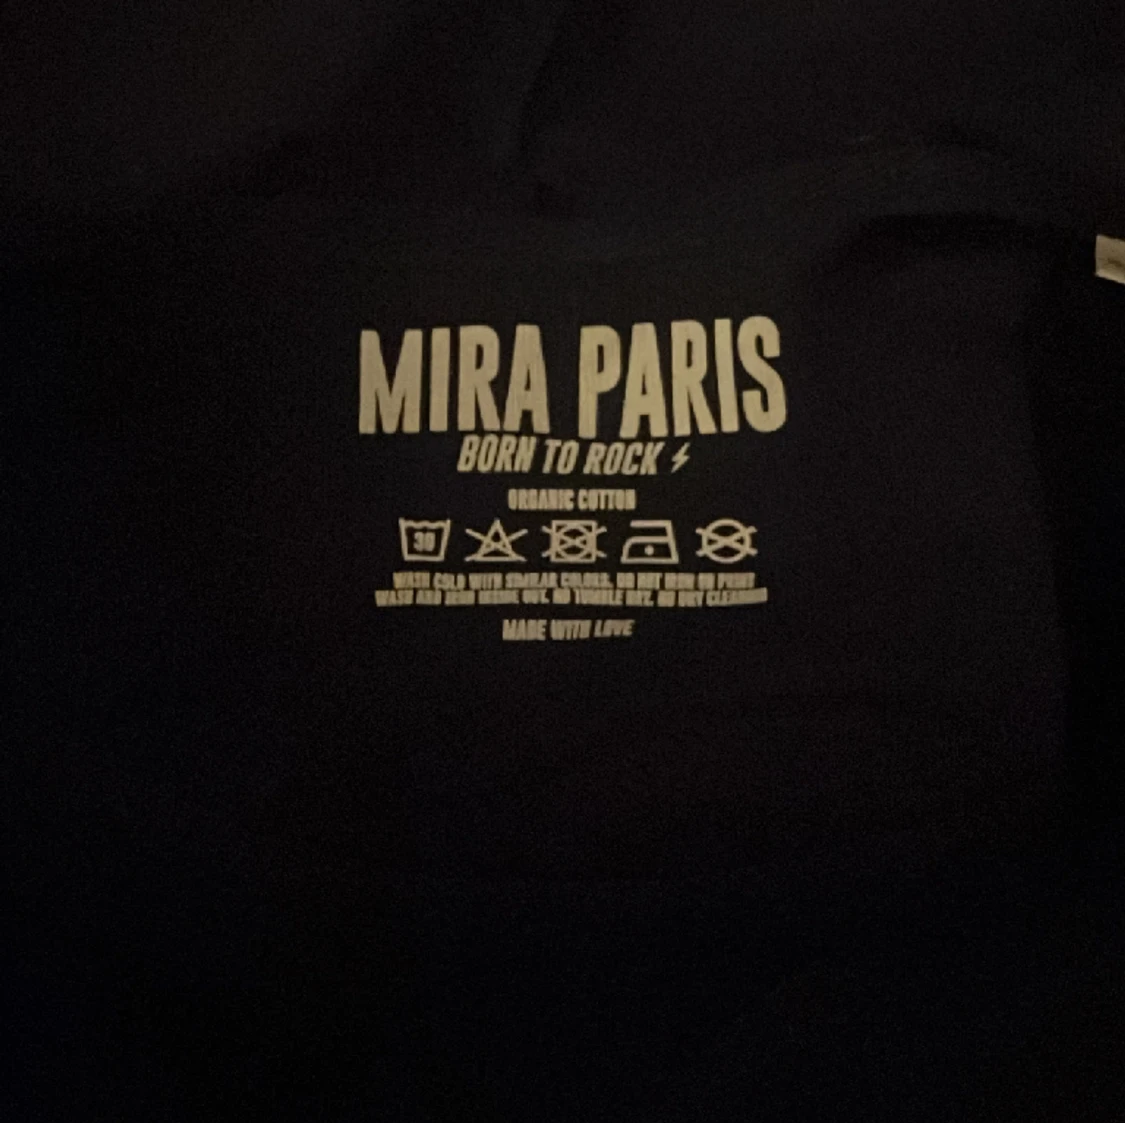 MIRA PARIS
BORN TO ROCK
ORGANIC COTTON
30
WASH COLD WITH SIMILAR COLORS. DO NOT IRON ON PRINT
WASH AND IRON INSIDE OUT. NO TUMBLE DRY. NO DRY CLEANING
MADE WITH LOVE